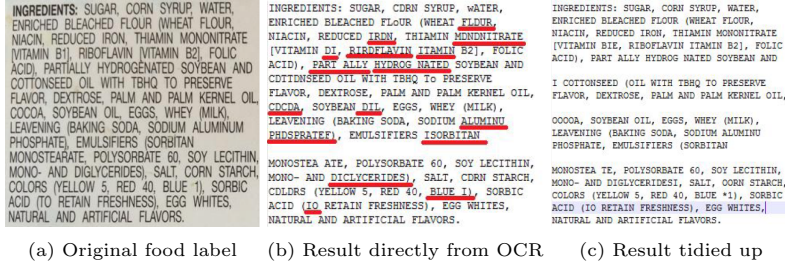 INGREDIENTS: SUGAR, CORN SYRUP, WATER,
ENRICHED BLEACHED FLOUR (WHEAT FLOUR,
NIACIN, REDUCED IRON, THIAMIN MONONITRATE
[VITAMIN B1], RIBOFLAVIN [VITAMIN B2], FOLIC
ACID), PARTIALLY HYDROGENATED SOYBEAN AND
COTTONSEED OIL WITH TBHQ TO PRESERVE
FLAVOR, DEXTROSE, PALM AND PALM KERNEL OIL,
COCOA, SOYBEAN OIL, EGGS, WHEY (MILK),
LEAVENING (BAKING SODA, SODIUM ALUMINUM
PHOSPHATE), EMULSIFIERS (SORBITAN
MONOSTEARATE, POLYSORBATE 60, SOY LECITHIN,
MONO- AND DIGLYCERIDES), SALT, CORN STARCH,
COLORS (YELLOW 5, RED 40, BLUE 1), SORBIC
ACID (TO RETAIN FRESHNESS), EGG WHITES,
NATURAL AND ARTIFICIAL FLAVORS.
(a) Original food label
INGREDIENTS: SUGAR, CDRN SYRUP, wATER,
ENRICHED BLEACHED FLoUR (WHEAT FLDUR,
NIACIN, REDUCED IRDN, THIAMIN MDNDNITRATE
[VITAMIN DI, RIRDFLAVIN ITAMIN B2], FOLIC
ACID), PART ALLY HYDROG NATED SOYBEAN AND
CDTTDNSEED OIL WITH TBHQ To PRESERVE
FLAVOR, DEXTROSE, PALM AND PALM KERNEL OIL,
CDCDA, SOYBEAN DIL, EGGS, WHEY (MILK),
LEAVENING (BAKING SODA, SODIUM ALUMINU
PHDSPRATEF), EMULSIFIERS ISORBITAN
MONOSTEA ATE, POLYSORBATE 60, SOY LECITHIN,
MONO- AND DICLYCERIDES), SALT, CDRN STARCH,
CDLDRS (YELLOW 5, RED 40, BLUE I), SORBIC
ACID (IO RETAIN FRESHNESS), EGG WHITES,
NATURAL AND ARTIFICIAL FLAVORS.
(b) Result directly from OCR
INGREDIENTS: SUGAR, CORN SYRUP, WATER,
ENRICHED BLEACHED FLOUR (WHEAT FLOUR,
NIACIN, REDUCED IRON, THIAMIN MONONITRATE
[VITAMIN BIE, RIBOFLAVIN ITAMIN B2], FOLIC
ACID), PART ALLY HYDROG NATED SOYBEAN AND
I COTTONSEED (OIL WITH TBHQ TO PRESERVE
FLAVOR, DEXTROSE, PALM AND PALM KERNEL OIL,
OOOOA, SOYBEAN OIL, EGGS, WHEY (MILK),
LEAVENING (BAKING SODA, SODIUM ALUMINU
PHOSPHATE), EMULSIFIERS (SORBITAN
MONOSTEA TE, POLYSORBATE 60, SOY LECITHIN,
MONO- AND DIGLYCERIDESI, SALT, OORN STARCH,
COLORS (YELLOW 5, RED 40, BLUE *1), SORBIC
ACID (IO RETAIN FRESHNESS), EGG WHITES,
NATURAL AND ARTIFICIAL FLAVORS.
(c) Result tidied up